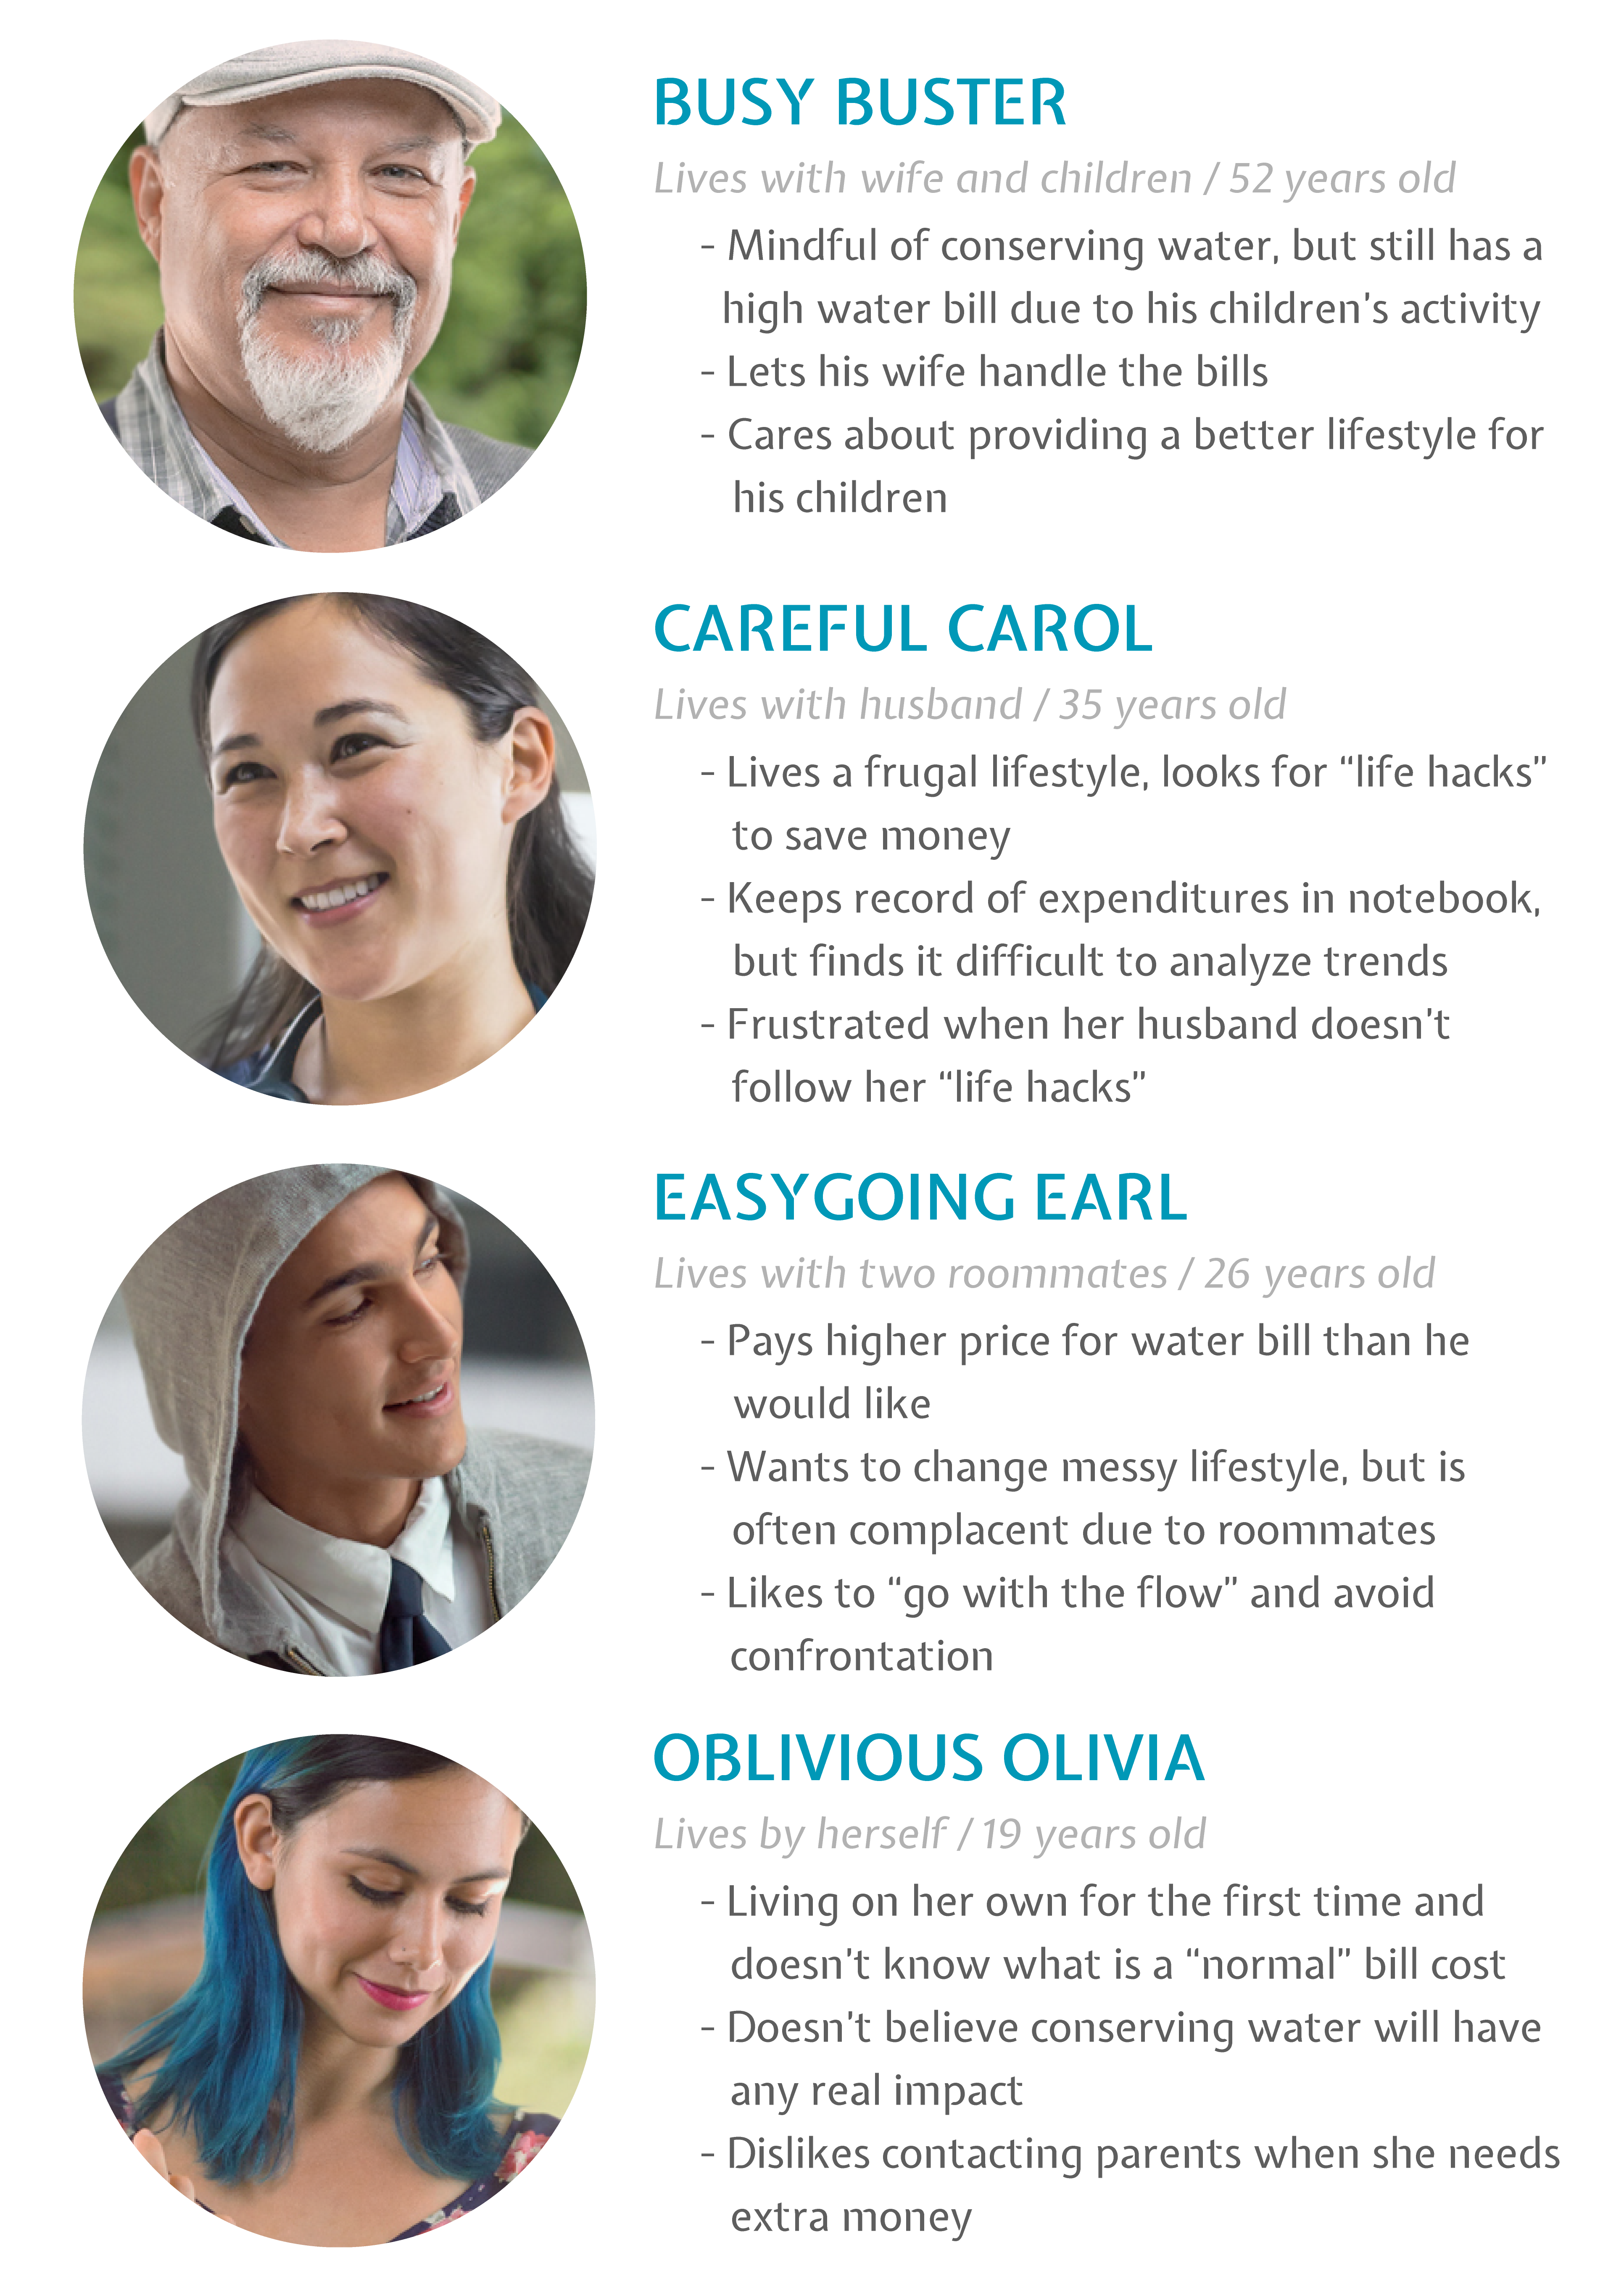 BUSY BUSTER
Lives with wife and children / 52 years old
- Mindful of conserving water, but still has a
high water bill due to his children's activity
- Lets his wife handle the bills
- Cares about providing a better lifestyle for
his children
CAREFUL CAROL
Lives with husband / 35 years old
- Lives a frugal lifestyle, looks for “life hacks”
to save money
- Keeps record of expenditures in notebook,
but finds it difficult to analyze trends
- Frustrated when her husband doesn't
follow her “life hacks”
EASYGOING EARL
Lives with two roommates / 26 years old
- Pays higher price for water bill than he
would like
- Wants to change messy lifestyle, but is
often complacent due to roommates
- Likes to “go with the flow” and avoid
confrontation
OBLIVIOUS OLIVIA
Lives by herself / 19 years old
- Living on her own for the first time and
doesn't know what is a “normal” bill cost
- Doesn't believe conserving water will have
any real impact
- Dislikes contacting parents when she needs
extra money